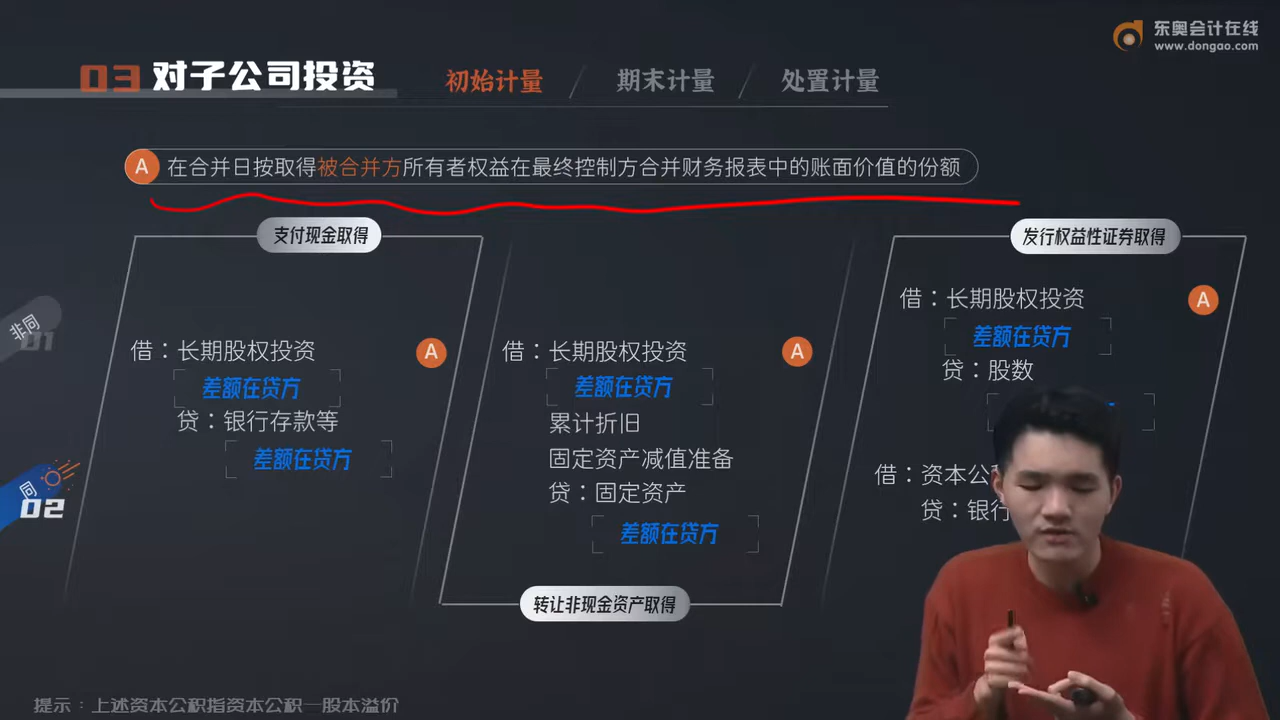 东奥会计在线
www.dongao.com
03 对子公司投资
初始计量 / 期末计量 / 处置计量
A 在合并日按取得被合并方所有者权益在最终控制方合并财务报表中的账面价值的份额
支付现金取得
借：长期股权投资 A
差额在贷方
贷：银行存款等
差额在贷方
借：长期股权投资 A
差额在贷方
累计折旧
固定资产减值准备
贷：固定资产
差额在贷方
转让非现金资产取得
发行权益性证券取得
借：长期股权投资 A
差额在贷方
贷：股数
借：资本公
贷：银行
非同
01
同
02
提示：上述资本公积指资本公积—股本溢价